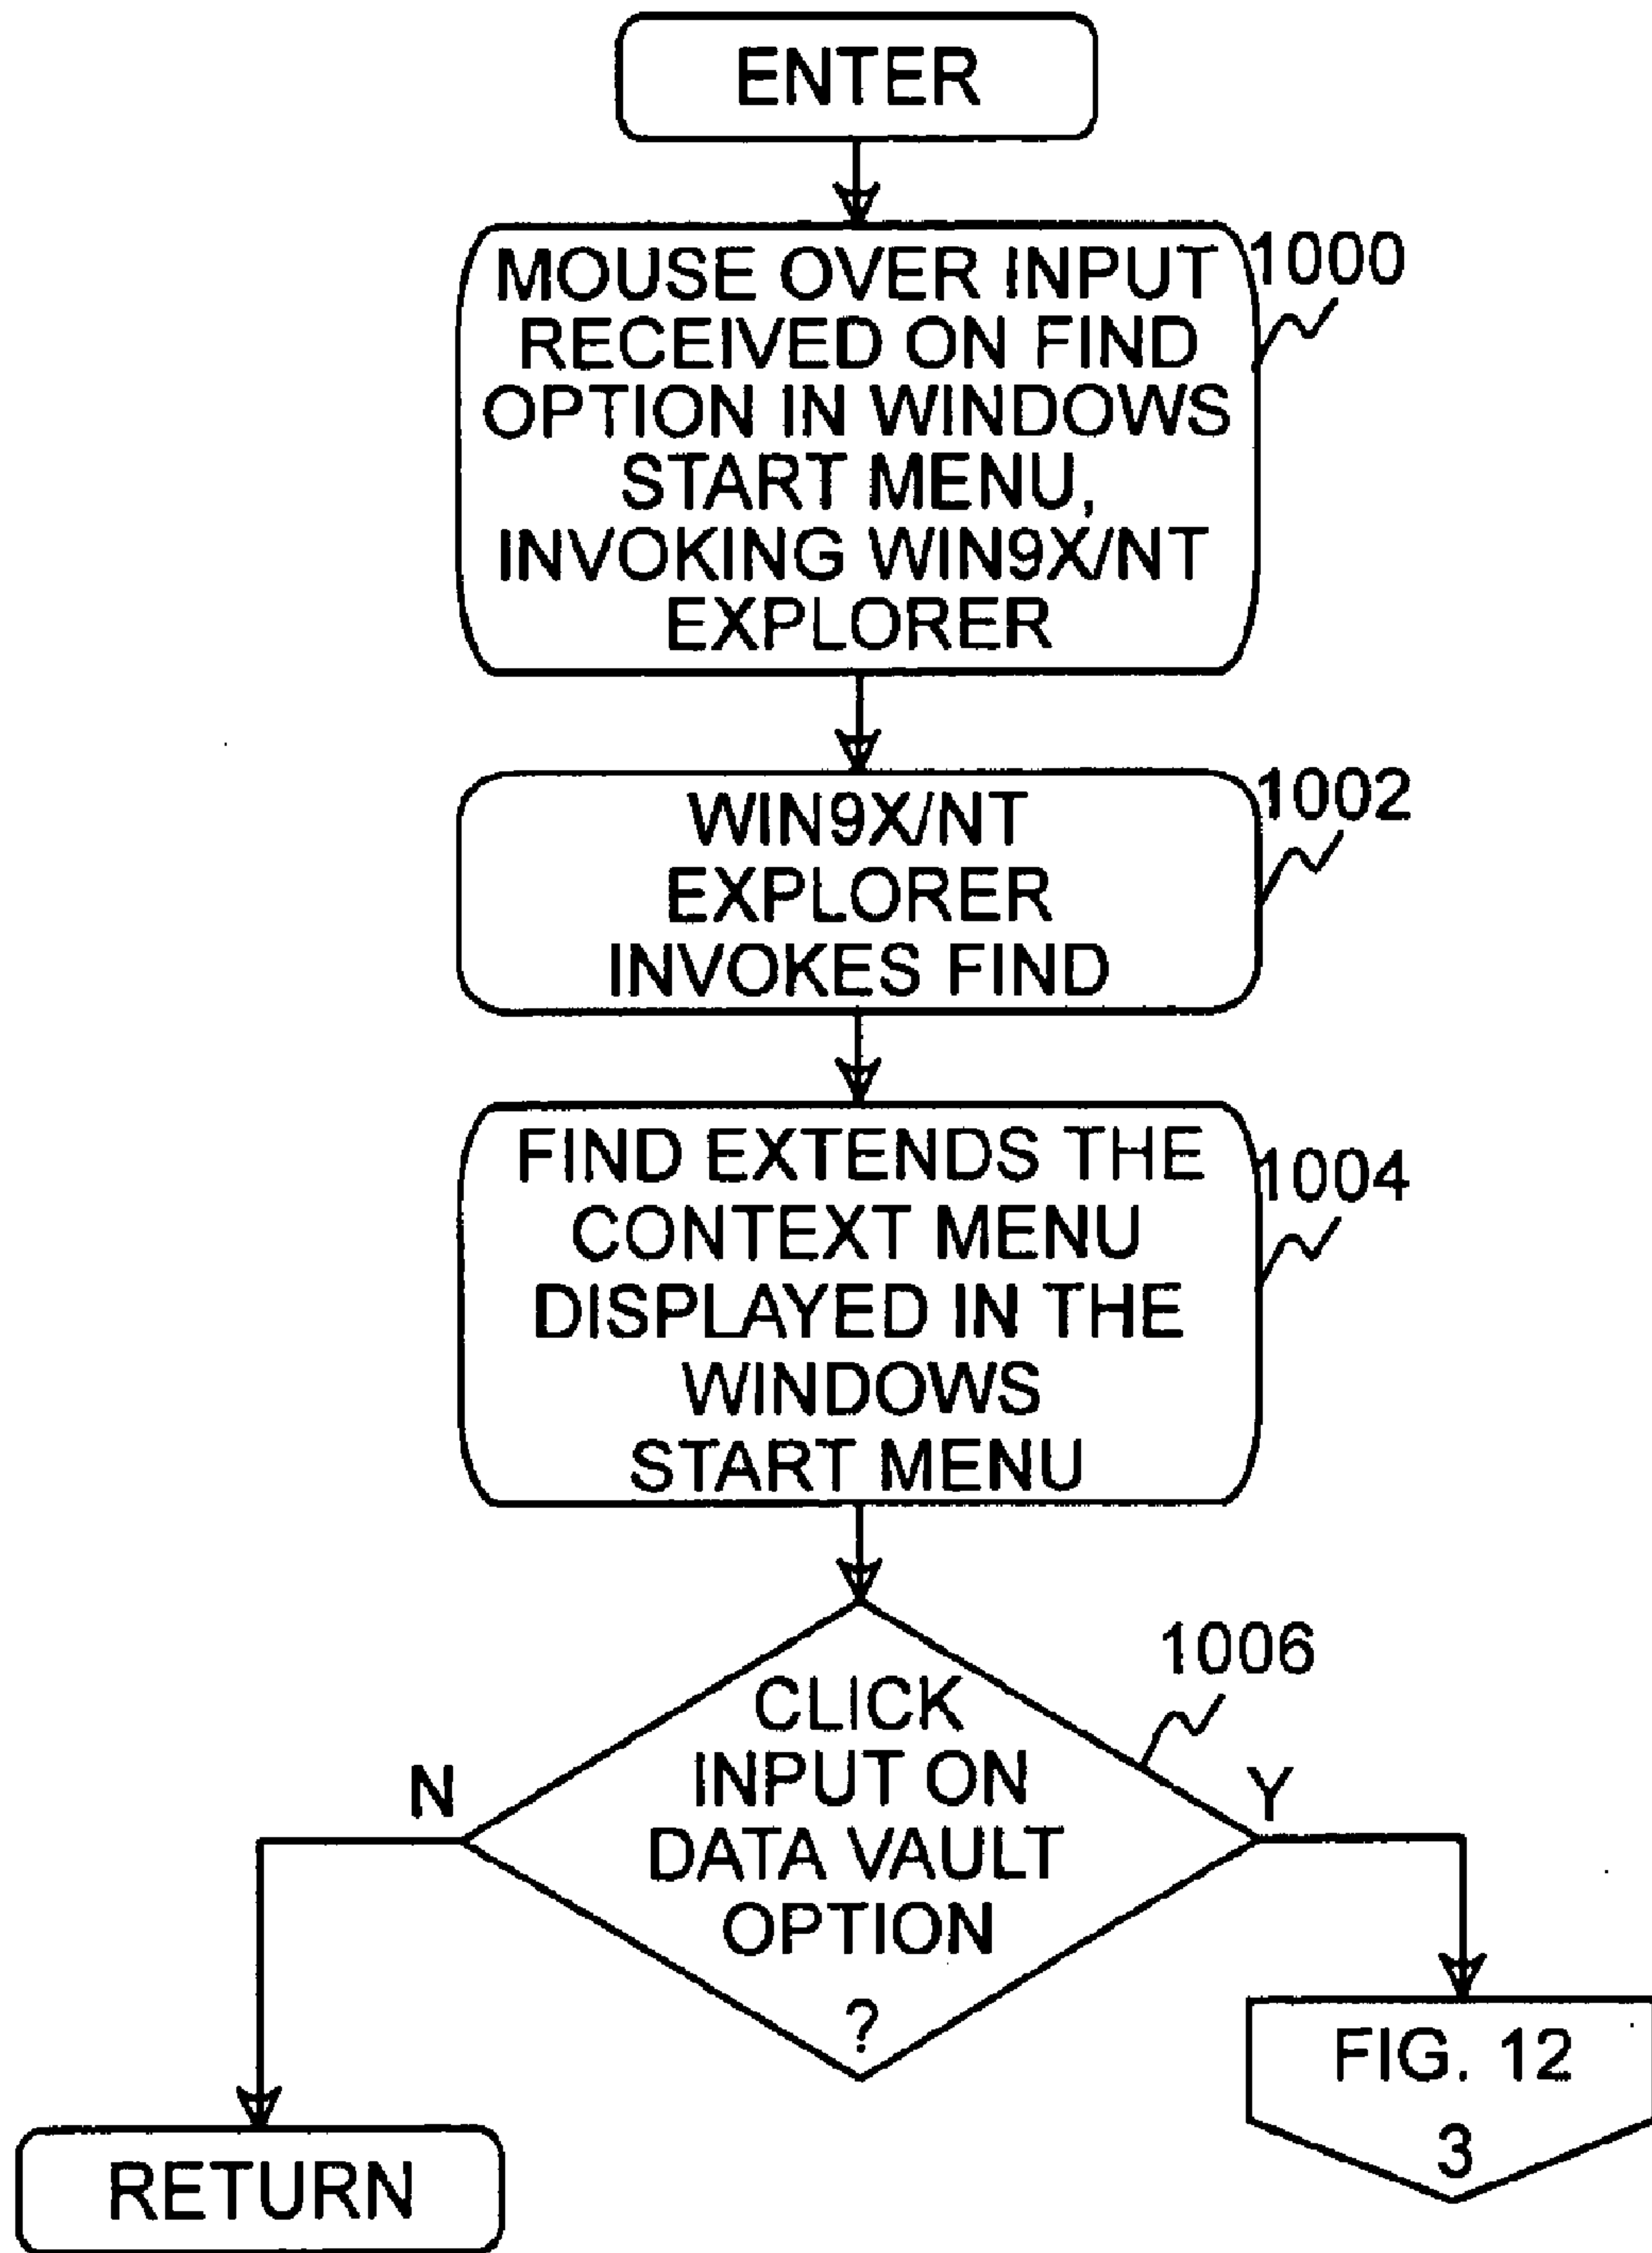 ENTER
MOUSE OVER INPUT
RECEIVED ON FIND
OPTION IN WINDOWS
START MENU,
INVOKING WIN9X/NT
EXPLORER
1000
WIN9X/NT
EXPLORER
INVOKES FIND
1002
FIND EXTENDS THE
CONTEXT MENU
DISPLAYED IN THE
WINDOWS
START MENU
1004
CLICK
INPUT ON
DATA VAULT
OPTION
?
1006
N
Y
FIG. 12
3
RETURN